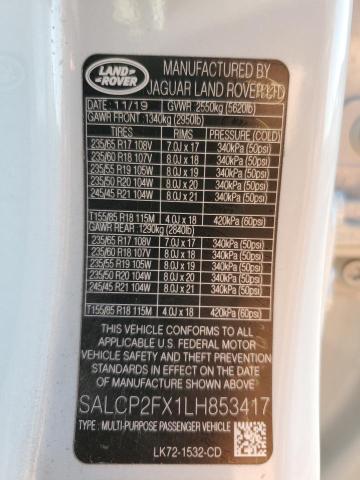 LAND ROVER
MANUFACTURED BY
JAGUAR LAND ROVER LTD
DATE : 11/19 GVWR: 2550kg (5620lb)
GAWR FRONT : 1340kg (2950lb)
TIRES RIMS PRESSURE (COLD)
235/65 R17 108V 7.0J x 17 340kPa (50psi)
235/60 R18 107V 8.0J x 18 340kPa (50psi)
235/55 R19 105W 8.0J x 19 340kPa (50psi)
235/50 R20 104W 8.0J x 20 340kPa (50psi)
245/45 R21 104W 8.0J x 21 340kPa (50psi)
T155/85 R18 115M 4.0J x 18 420kPa (60psi)
GAWR REAR : 1290kg (2840lb)
235/65 R17 108V 7.0J x 17 340kPa (50psi)
235/60 R18 107V 8.0J x 18 340kPa (50psi)
235/55 R19 105W 8.0J x 19 340kPa (50psi)
235/50 R20 104W 8.0J x 20 340kPa (50psi)
245/45 R21 104W 8.0J x 21 340kPa (50psi)
T155/85 R18 115M 4.0J x 18 420kPa (60psi)
THIS VEHICLE CONFORMS TO ALL
APPLICABLE U.S. FEDERAL MOTOR
VEHICLE SAFETY, BUMPER, AND THEFT
PREVENTION STANDARDS IN EFFECT ON
THE DATE OF MANUFACTURE
SHOWN ABOVE
SALCP2FX1LH853417
TYPE : MULTI-PURPOSE PASSENGER VEHICLE
LK72-1532-CD